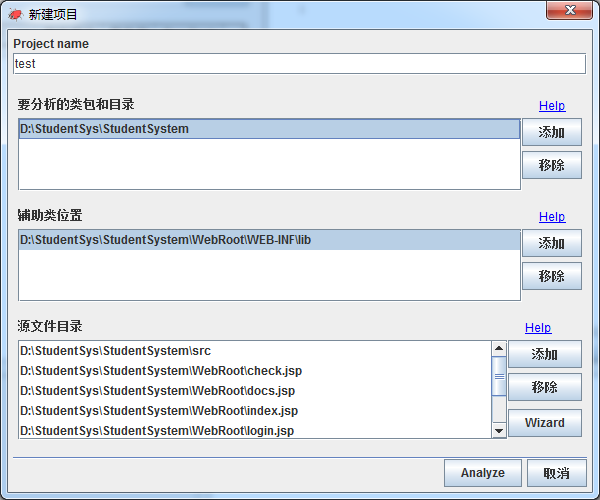 新建项目
Project name
test
要分析的类包和目录 Help
D:\StudentSys\StudentSystem
添加
移除
辅助类位置 Help
D:\StudentSys\StudentSystem\WebRoot\WEB-INF\lib
添加
移除
源文件目录 Help
D:\StudentSys\StudentSystem\src
D:\StudentSys\StudentSystem\WebRoot\check.jsp
D:\StudentSys\StudentSystem\WebRoot\docs.jsp
D:\StudentSys\StudentSystem\WebRoot\index.jsp
D:\StudentSys\StudentSystem\WebRoot\login.jsp
添加
移除
Wizard
Analyze 取消